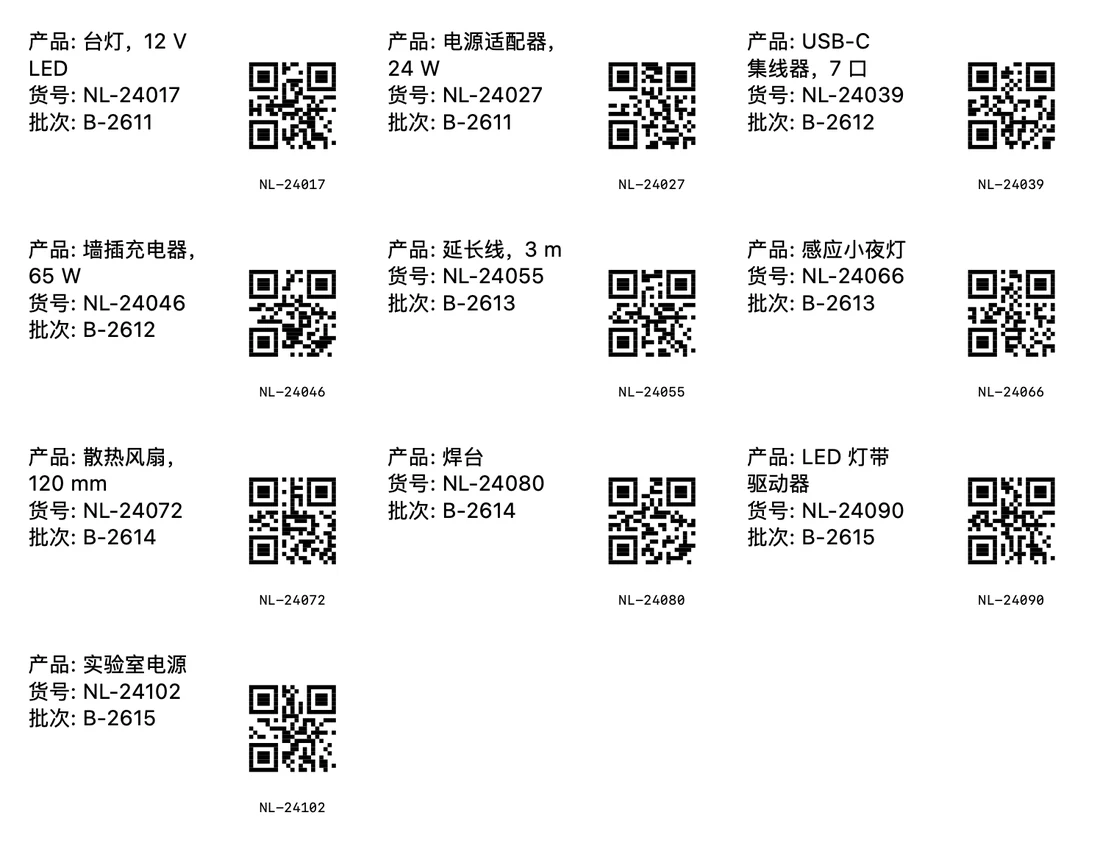 产品: 台灯，12 V
LED
货号: NL-24017
批次: B-2611
NL-24017
产品: 电源适配器，
24 W
货号: NL-24027
批次: B-2611
NL-24027
产品: USB-C
集线器，7 口
货号: NL-24039
批次: B-2612
NL-24039
产品: 墙插充电器，
65 W
货号: NL-24046
批次: B-2612
NL-24046
产品: 延长线，3 m
货号: NL-24055
批次: B-2613
NL-24055
产品: 感应小夜灯
货号: NL-24066
批次: B-2613
NL-24066
产品: 散热风扇，
120 mm
货号: NL-24072
批次: B-2614
NL-24072
产品: 焊台
货号: NL-24080
批次: B-2614
NL-24080
产品: LED 灯带
驱动器
货号: NL-24090
批次: B-2615
NL-24090
产品: 实验室电源
货号: NL-24102
批次: B-2615
NL-24102